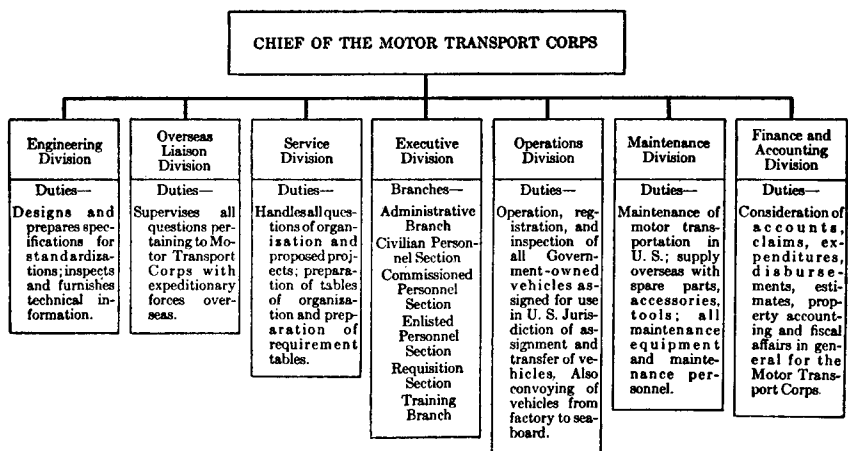 CHIEF OF THE MOTOR TRANSPORT CORPS
Engineering
Division
Duties—
Designs and
prepares spec-
ifications for
standardiza-
tions; inspects
and furnishes
technical in-
formation.
Overseas
Liaison
Division
Duties—
Supervises all
questions per-
taining to Mo-
tor Transport
Corps with
expeditionary
forces over-
seas.
Service
Division
Duties—
Handles all ques-
tions of organ-
ization and
proposed proj-
ects; prepara-
tion of tables
of organiza-
tion and prep-
aration of
requirement
tables.
Executive
Division
Branches—
Administrative
Branch
Civilian Person-
nel Section
Commissioned
Personnel
Section
Enlisted
Personnel
Section
Requisition
Section
Training
Branch
Operations
Division
Duties—
Operation, reg-
istration, and
inspection of
all Govern-
ment-owned
vehicles as-
signed for use
in U. S. Juris-
diction of as-
signment and
transfer of ve-
hicles. Also
convoying of
vehicles from
factory to sea-
board.
Maintenance
Division
Duties—
Maintenance of
motor trans-
portation in
U. S.; supply
overseas with
spare parts,
accessories,
tools; all
maintenance
equipment
and mainte-
nance per-
sonnel.
Finance and
Accounting
Division
Duties—
Consideration of
accounts,
claims, ex-
penditures,
disburse-
ments, esti-
mates, property
accounting
and fiscal
affairs in gen-
eral for the
Motor Trans-
port Corps.